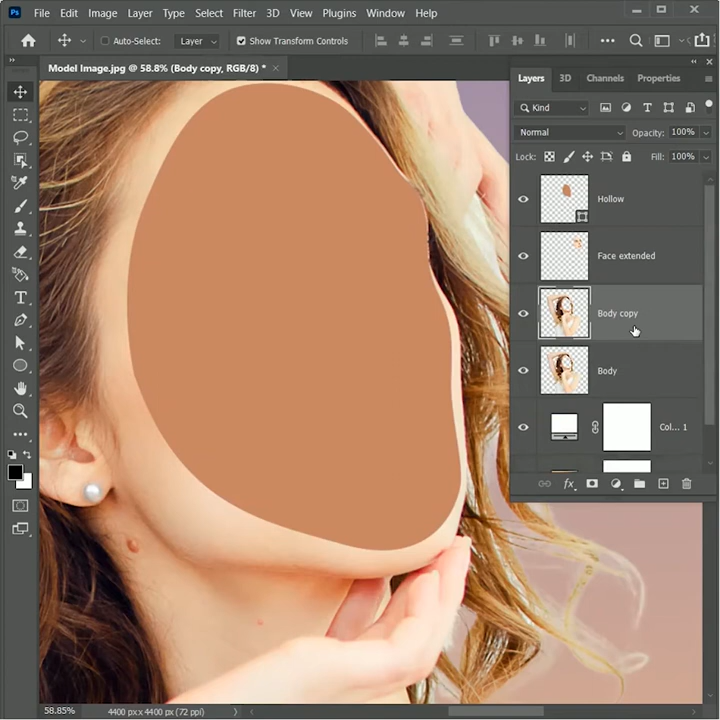 Ps File Edit Image Layer Type Select Filter 3D View Plugins Window Help
Auto-Select: Layer Show Transform Controls
Model Image.jpg @ 58.8% (Body copy, RGB/8) *
Layers 3D Channels Properties
Kind
Normal Opacity: 100%
Lock: Fill: 100%
Hollow
Face extended
Body copy
Body
Col... 1
fx
58.85% 4400 px x 4400 px (72 ppi)